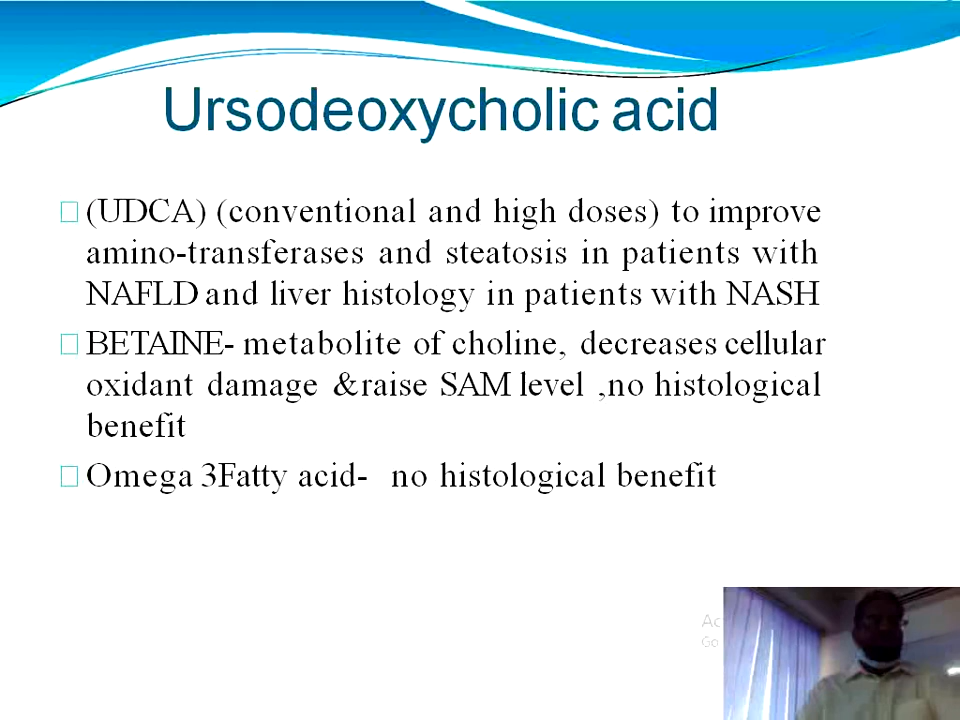 Ursodeoxycholic acid
(UDCA) (conventional and high doses) to improve
amino-transferases and steatosis in patients with
NAFLD and liver histology in patients with NASH
BETAINE- metabolite of choline, decreases cellular
oxidant damage &raise SAM level ,no histological
benefit
Omega 3Fatty acid- no histological benefit
Ac
Go